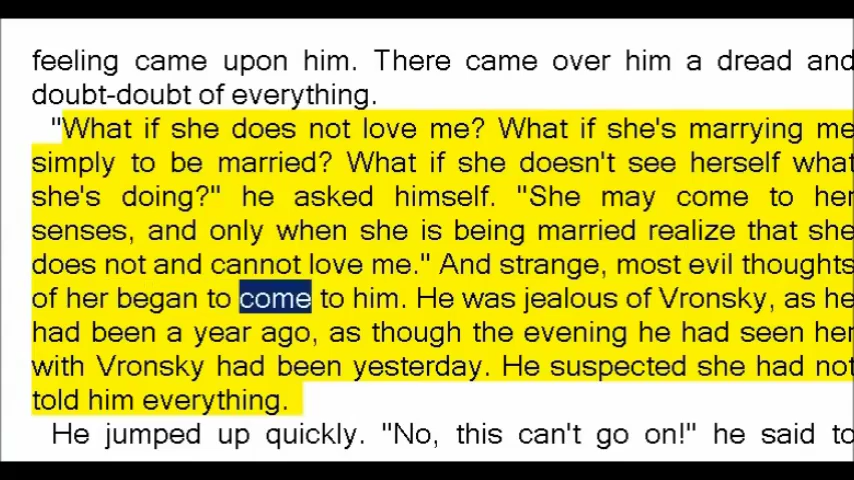 feeling came upon him. There came over him a dread and
doubt-doubt of everything.
"What if she does not love me? What if she's marrying me
simply to be married? What if she doesn't see herself what
she's doing?" he asked himself. "She may come to her
senses, and only when she is being married realize that she
does not and cannot love me." And strange, most evil thoughts
of her began to come to him. He was jealous of Vronsky, as he
had been a year ago, as though the evening he had seen her
with Vronsky had been yesterday. He suspected she had not
told him everything.
He jumped up quickly. "No, this can't go on!" he said to